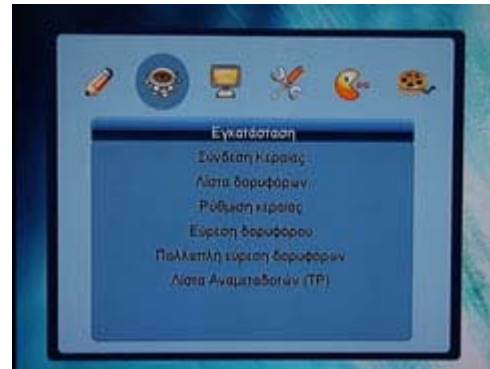 Εγκατάσταση
Σύνδεση Κεραίας
Λίστα δορυφόρων
Ρύθμιση κεραίας
Εύρεση δορυφόρου
Πολλαπλή εύρεση δορυφόρων
Λίστα Αναμεταδοτών (TP)